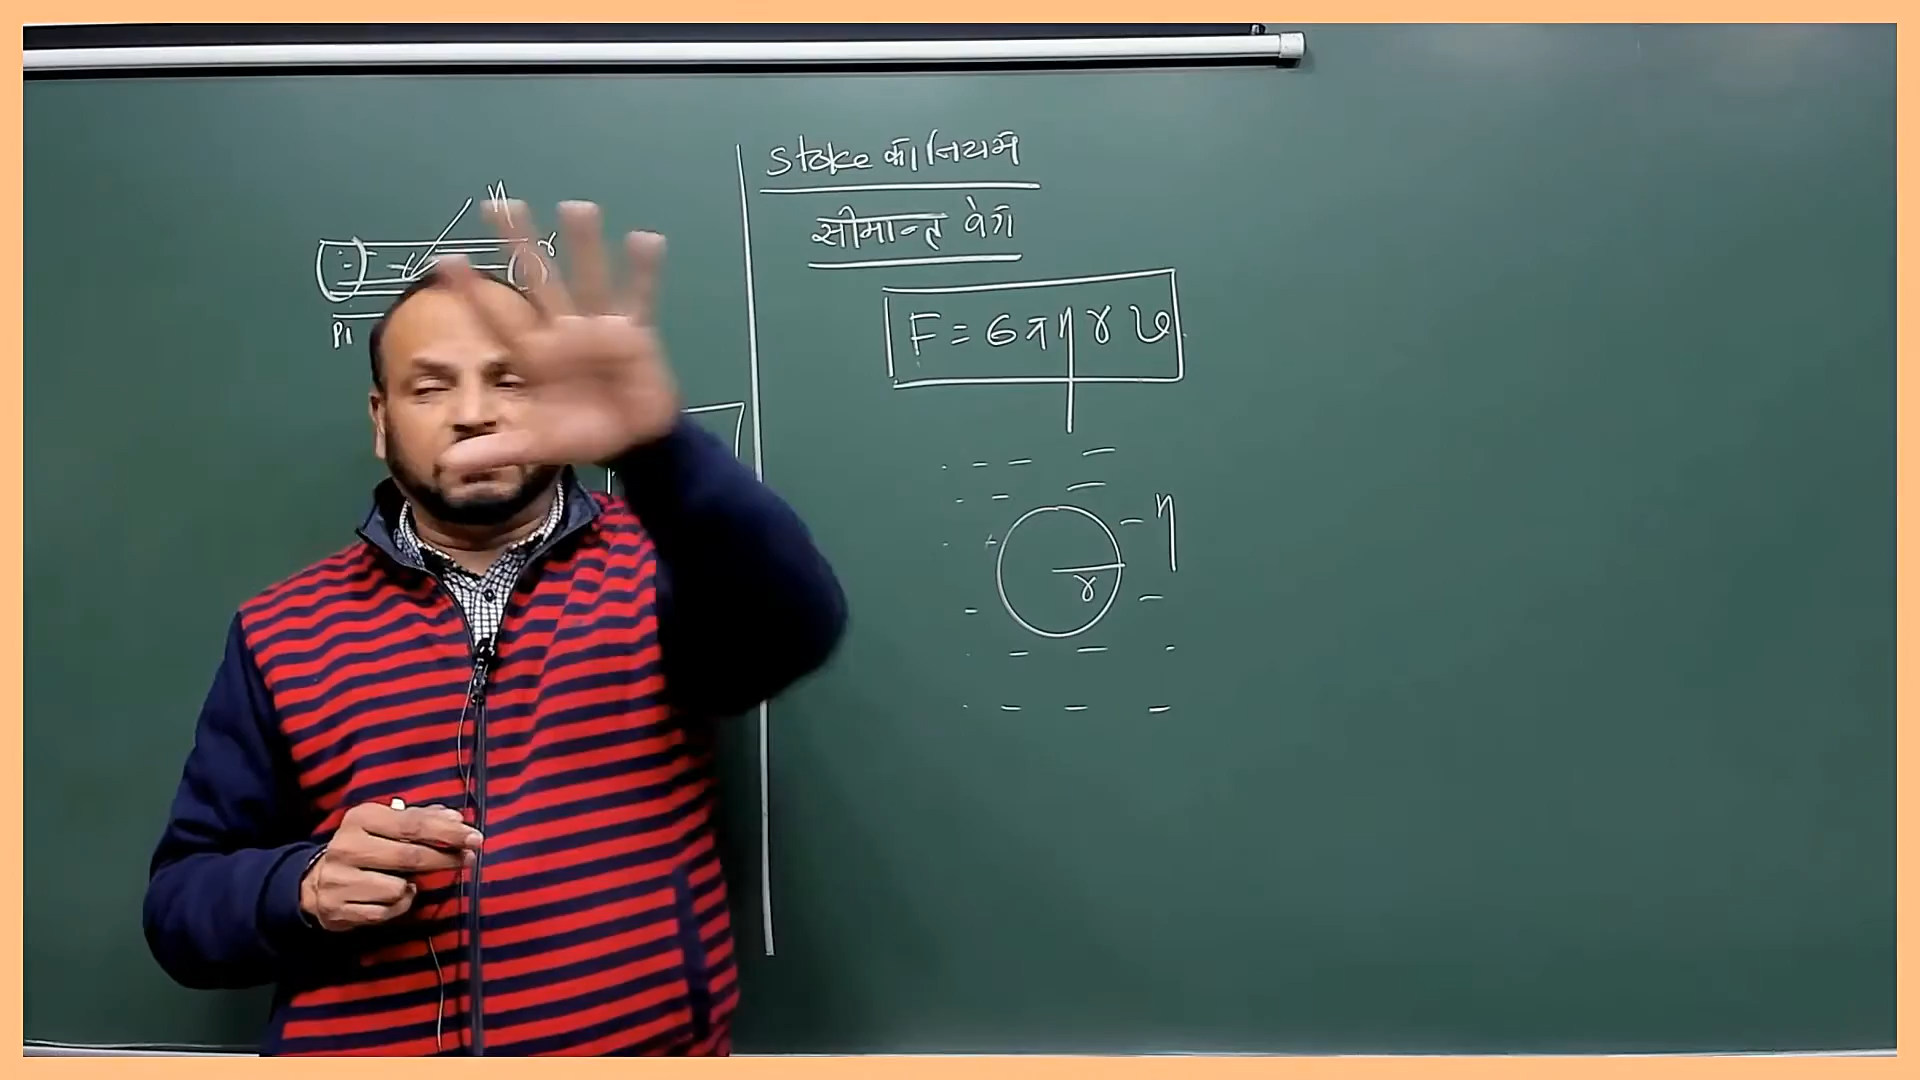 η
r
P1
Stoke का नियम
सीमान्त वेग
F = 6πηrv
η
r